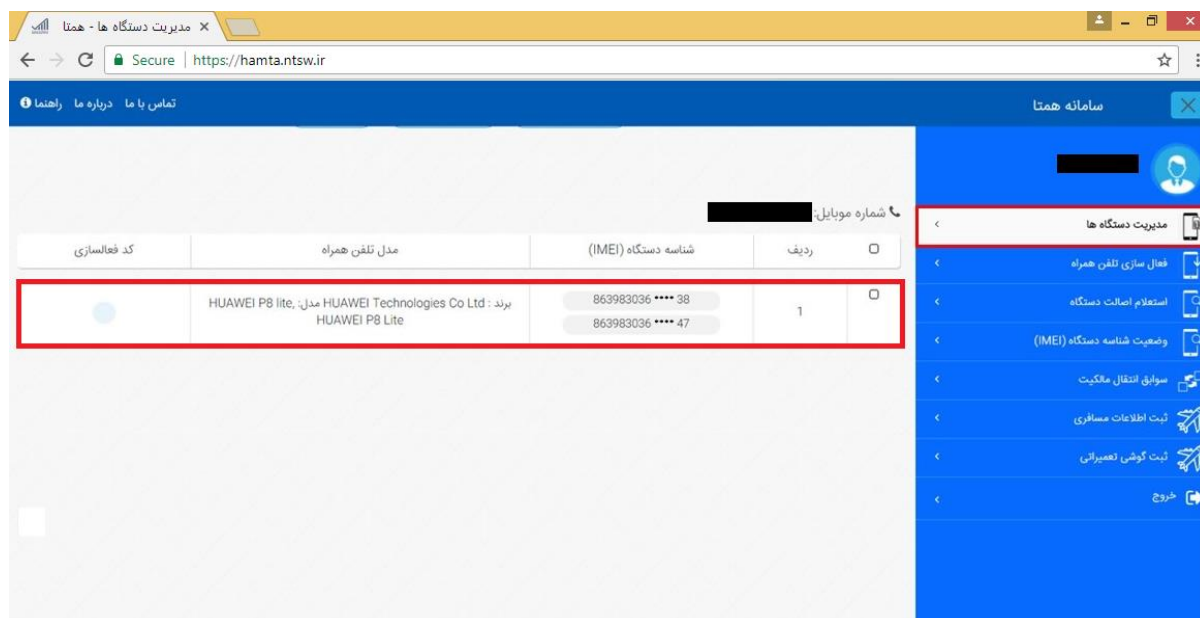 مدیریت دستگاه ها - همتا
Secure | https://hamta.ntsw.ir
سامانه همتا
تماس با ما درباره ما راهنما
شماره موبایل:
ردیف شناسه دستگاه (IMEI) مدل تلفن همراه کد فعالسازی
1
863983036 •••• 38
863983036 •••• 47
برند : HUAWEI Technologies Co Ltd مدل: HUAWEI P8 lite,
HUAWEI P8 Lite
مدیریت دستگاه ها
فعال سازی تلفن همراه
استعلام اصالت دستگاه
وضعیت شناسه دستگاه (IMEI)
سوابق انتقال مالکیت
ثبت اطلاعات مسافری
ثبت گوشی تعمیراتی
خروج